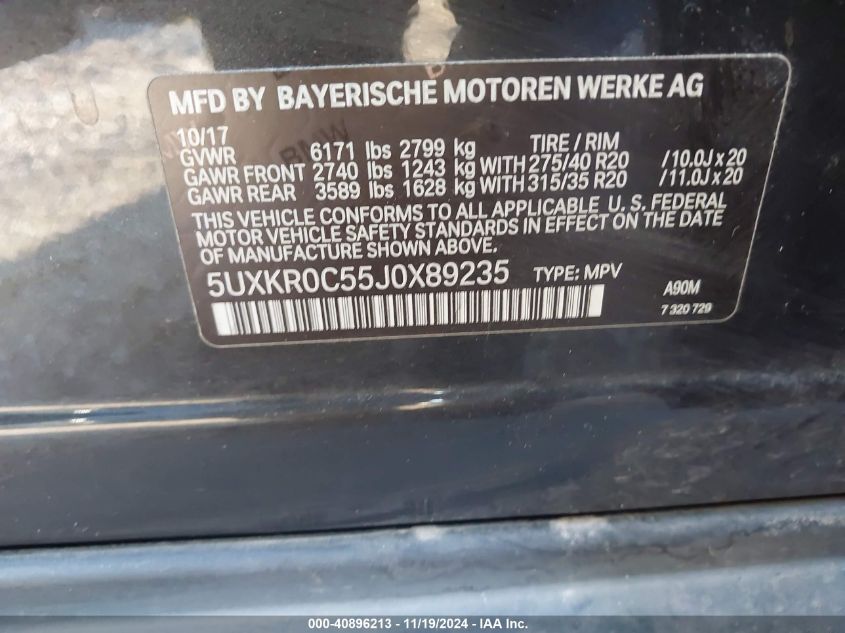 MFD BY BAYERISCHE MOTOREN WERKE AG
10/17
GVWR 6171 lbs 2799 kg TIRE / RIM
GAWR FRONT 2740 lbs 1243 kg WITH 275/40 R20 /10.0J x 20
GAWR REAR 3589 lbs 1628 kg WITH 315/35 R20 /11.0J x 20
THIS VEHICLE CONFORMS TO ALL APPLICABLE U. S. FEDERAL
MOTOR VEHICLE SAFETY STANDARDS IN EFFECT ON THE DATE
OF MANUFACTURE SHOWN ABOVE.
5UXKR0C55J0X89235 TYPE: MPV A90M
7 320 729
000-40896213 - 11/19/2024 - IAA, Inc.